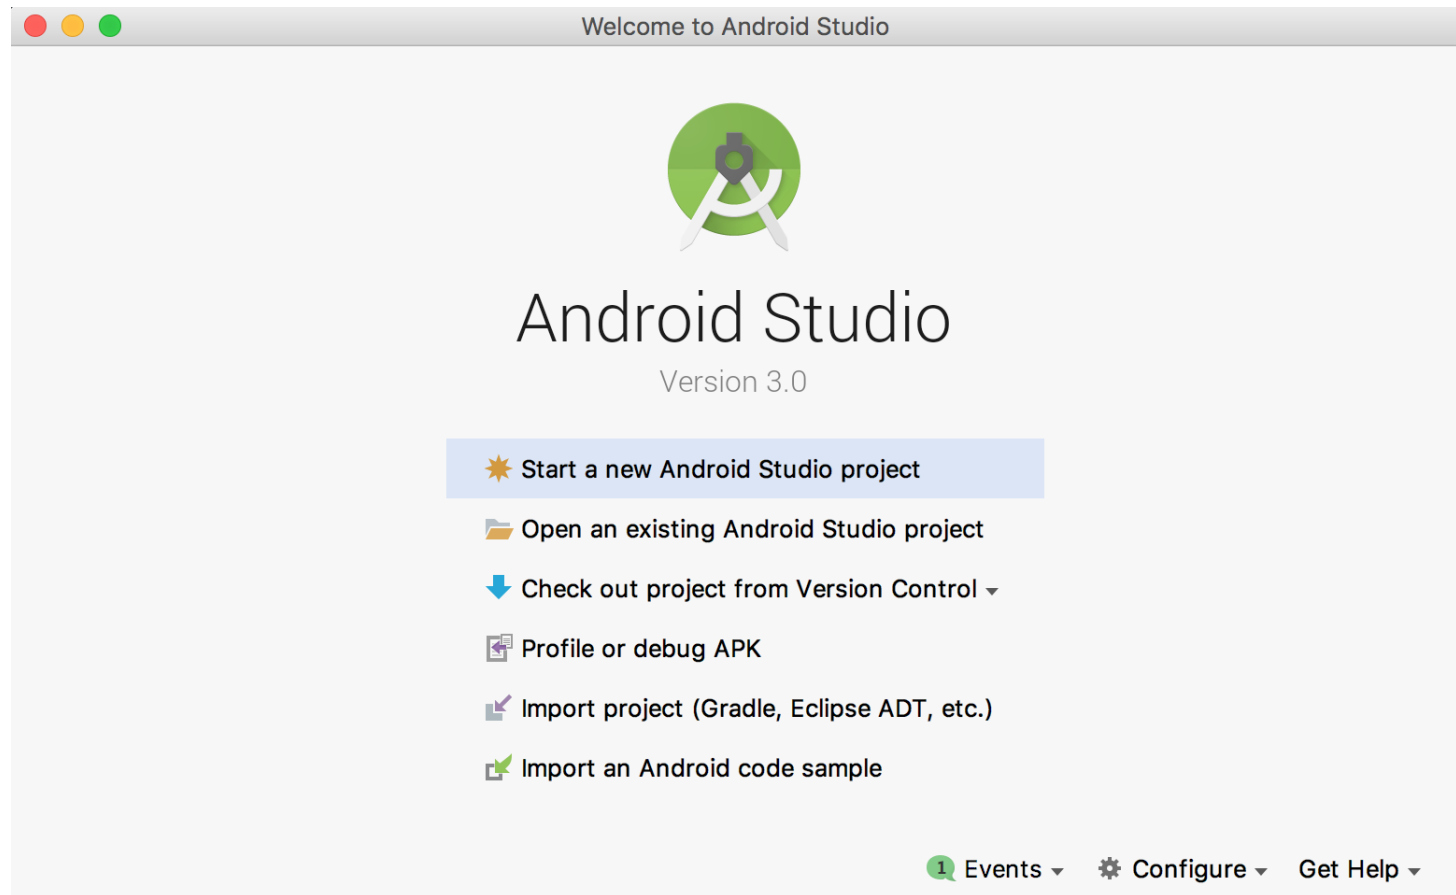 Welcome to Android Studio
Android Studio
Version 3.0
Start a new Android Studio project
Open an existing Android Studio project
Check out project from Version Control
Profile or debug APK
Import project (Gradle, Eclipse ADT, etc.)
Import an Android code sample
1 Events Configure Get Help